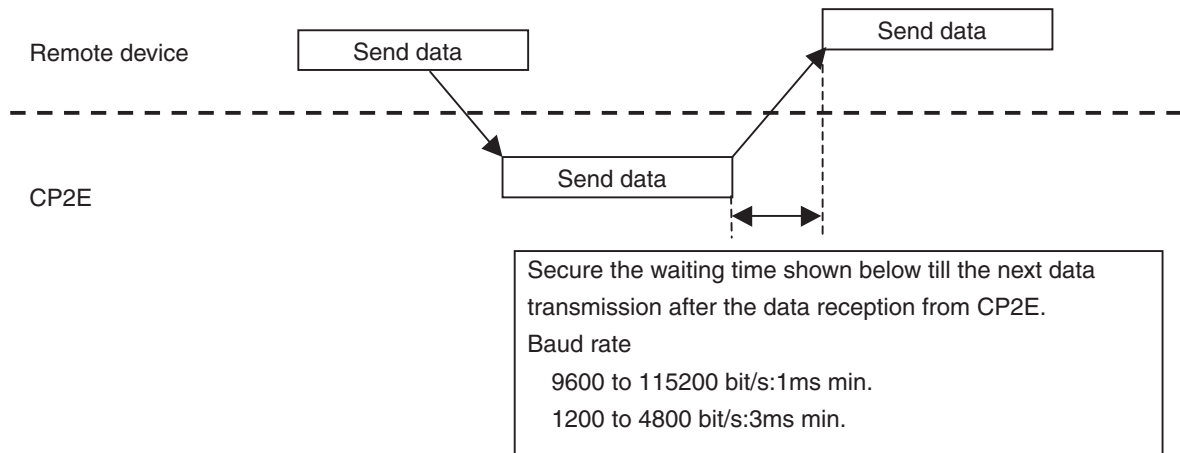 Remote device
Send data
Send data
CP2E
Send data
Secure the waiting time shown below till the next data
transmission after the data reception from CP2E.
Baud rate
9600 to 115200 bit/s:1ms min.
1200 to 4800 bit/s:3ms min.